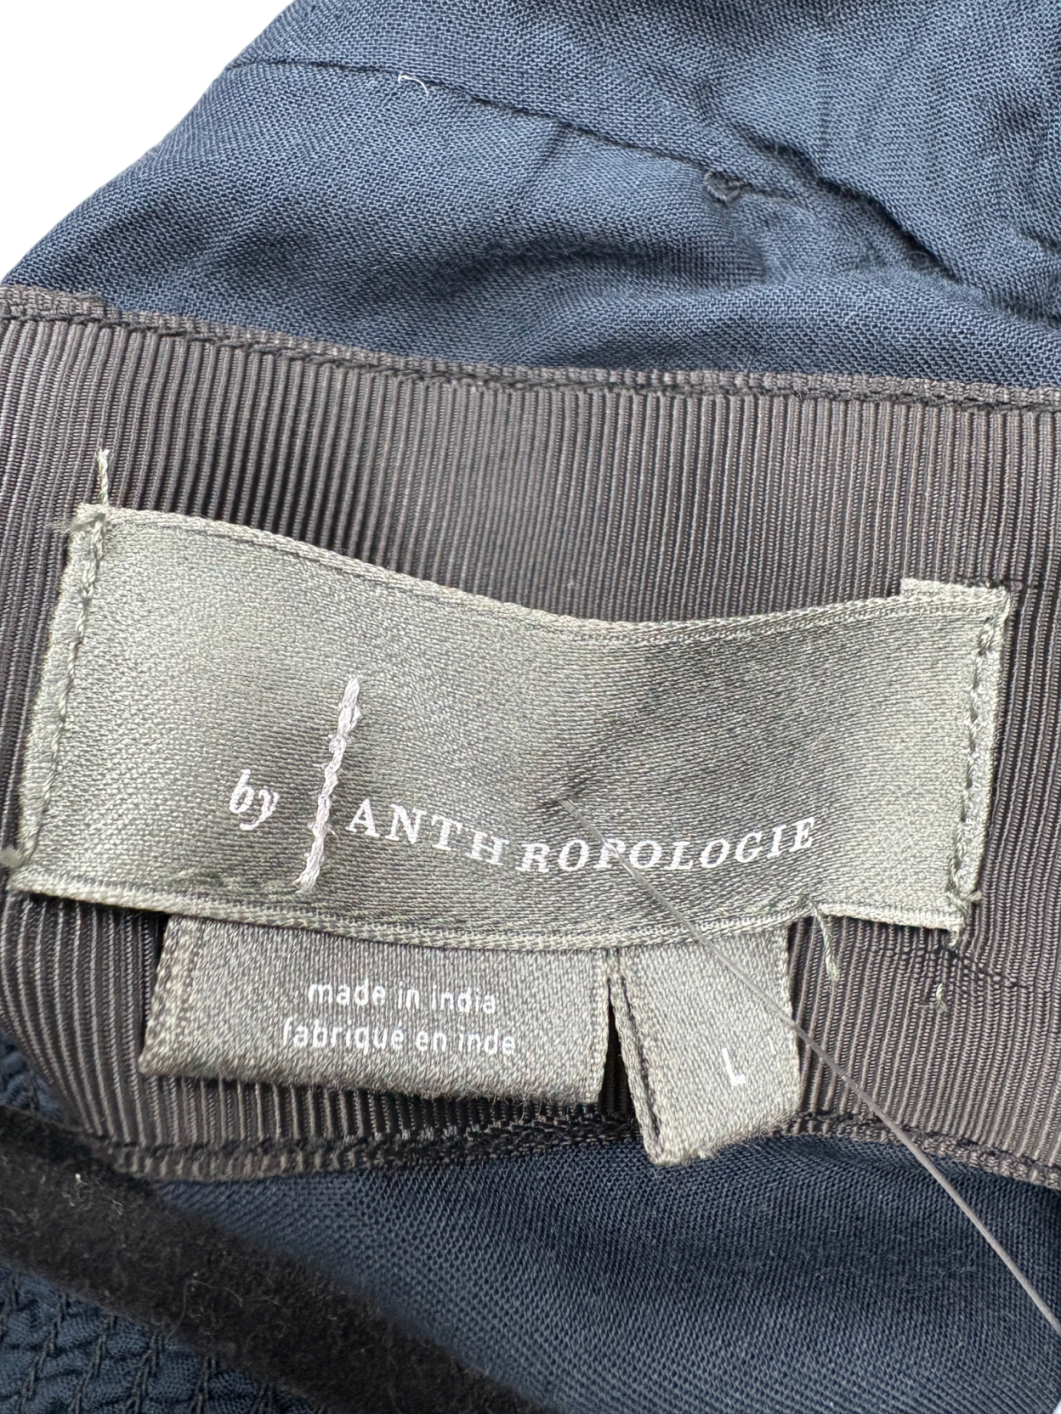 by ANTHROPOLOGIE
made in india
fabriqué en inde
L